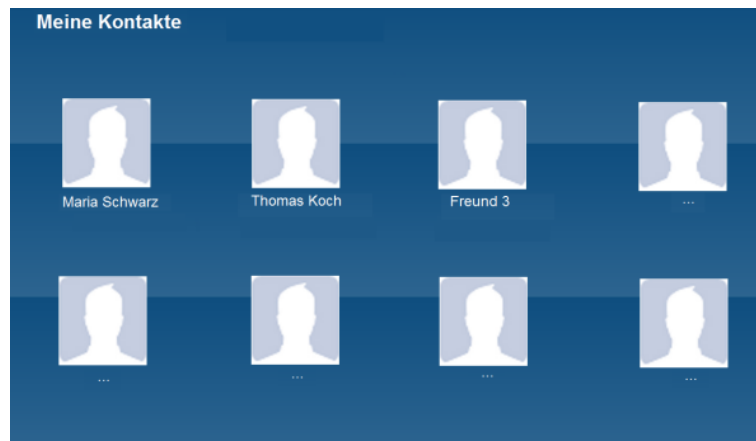 Meine Kontakte
Maria Schwarz Thomas Koch Freund 3 ...
... ... ... ...